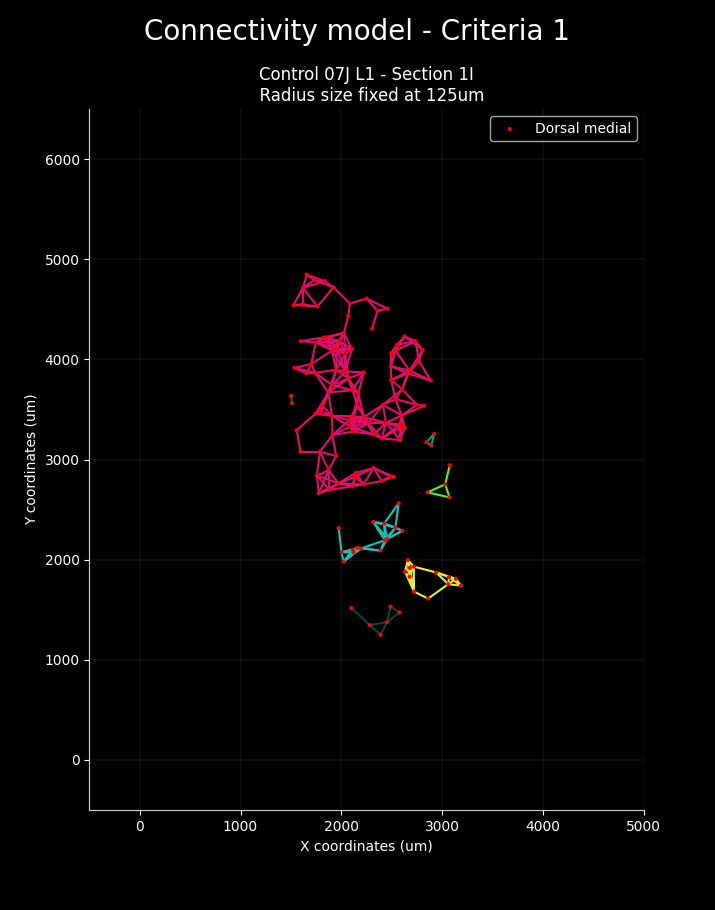 Connectivity model - Criteria 1
Control 07J L1 - Section 1I
Radius size fixed at 125um
Dorsal medial
6000
5000
4000
3000
2000
1000
0
Y coordinates (um)
0 1000 2000 3000 4000 5000
X coordinates (um)